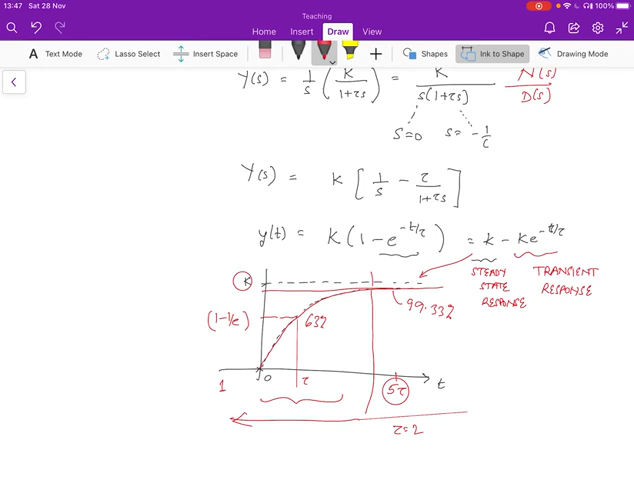 13:47 Sat 28 Nov
Teaching
100%
Home Insert Draw View
Text Mode Lasso Select Insert Space Shapes Ink to Shape Drawing Mode
Y(s) = 1/s ( K / 1+τs ) = K / s(1+τs) N(s) / D(s)
s=0 s= -1/τ
Y(s) = K [ 1/s - τ / 1+τs ]
y(t) = K ( 1 - e^-t/τ ) = K - Ke^-t/τ
STEADY STATE RESPONSE
TRANSIENT RESPONSE
K
99.33%
(1-1/e) 63%
1 0 τ 5τ t
τ=2